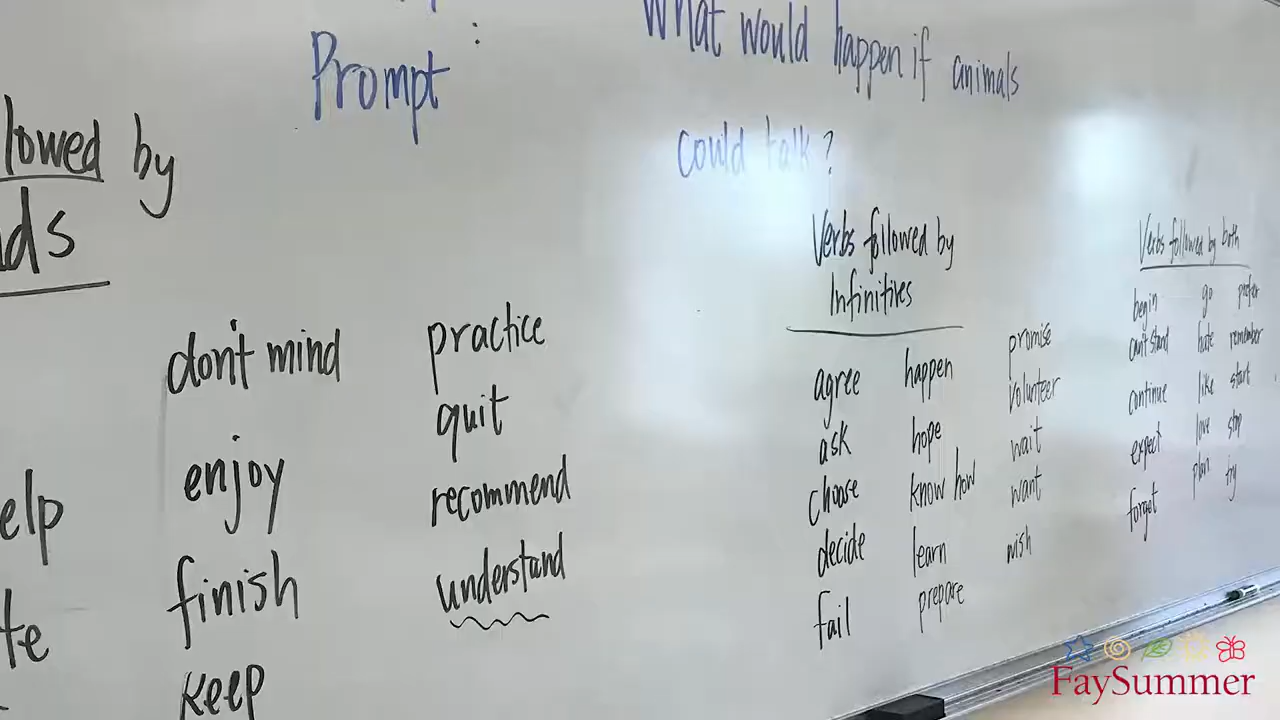 Prompt :
What would happen if animals
could talk?
lowed by
ds
don't mind
enjoy
finish
keep
practice
quit
recommend
understand
elp
te
Verbs followed by
Infinitives
agree happen promise
ask hope volunteer
choose know how wait
decide learn want
fail prepare wish
Verbs followed by both
begin go prefer
can't stand hate remember
continue like start
expect love stop
forget plan try
FaySummer